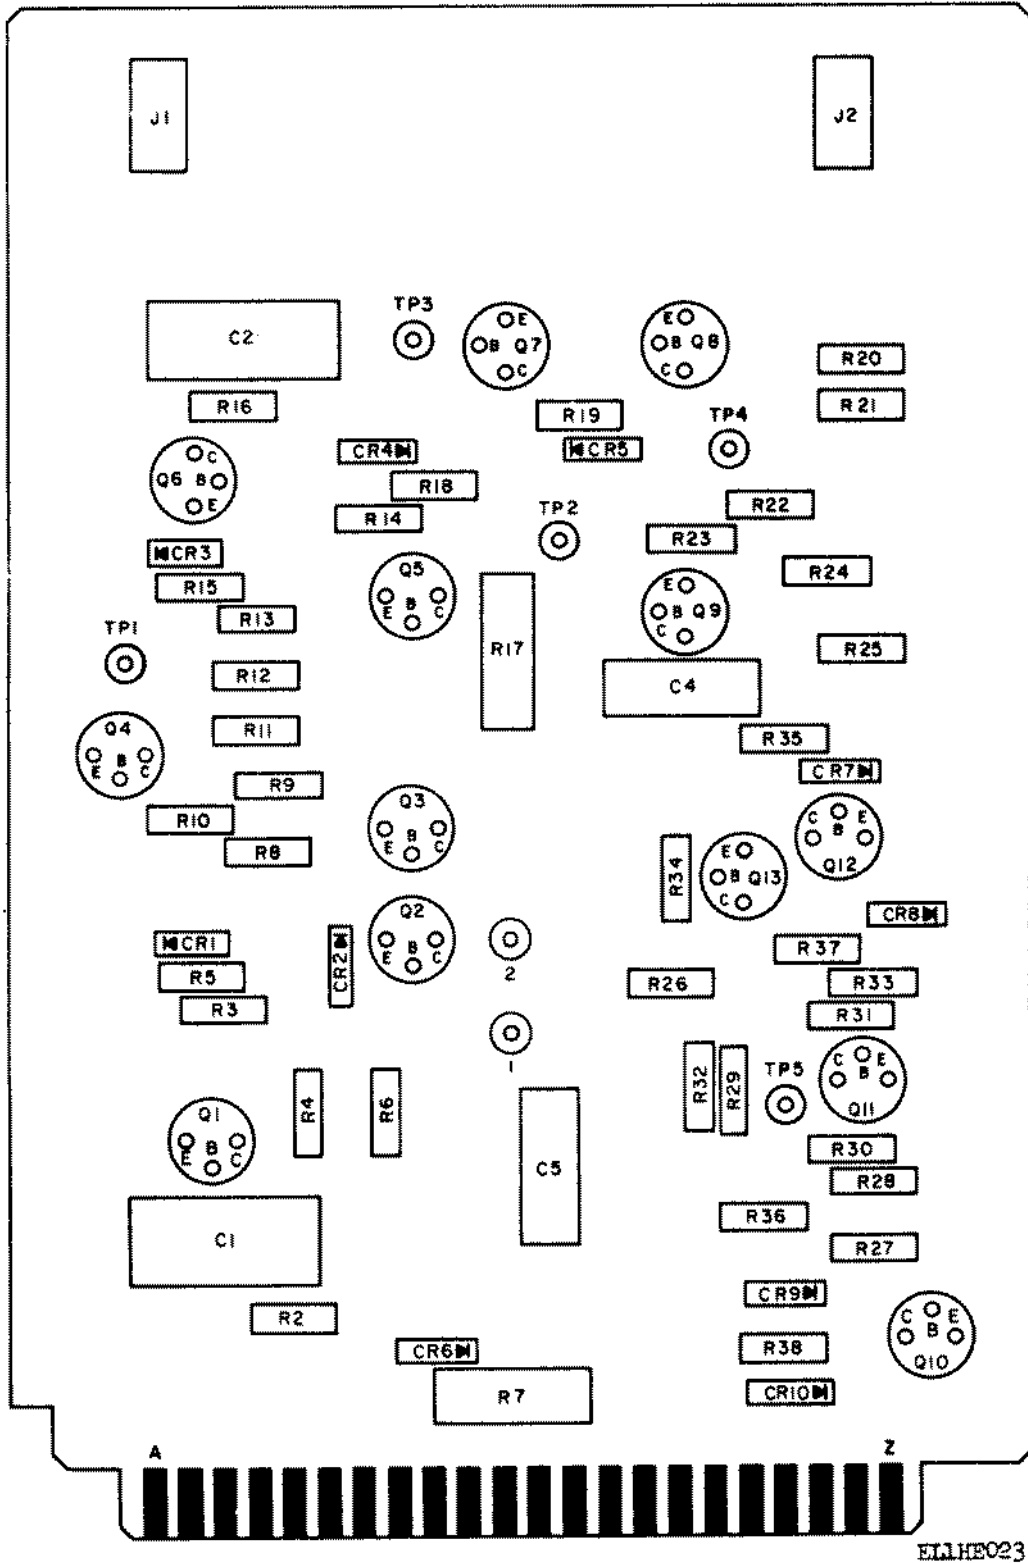 J1
J2
C2
TP3
E
B Q7
C
E
B Q8
C
R20
R16
R19
R21
TP4
CR4
CR5
C
Q6 B
E
R18
R22
R14
TP2
R23
CR3
Q5
E B C
R24
R15
E
B Q9
C
R13
TP1
R17
R25
R12
C4
Q4
E B C
R11
R35
CR7
R9
Q3
E B C
R10
C B E
Q12
R8
R34
E
B Q13
C
Q2
E B C
CR8
CR1
CR2
2
R37
R5
R26
R33
R3
R31
1
R4
R6
R32
R29
TP5
C B E
Q11
Q1
E B C
R30
C5
R28
R36
C1
R27
CR9
R2
C B E
Q10
CR6
R38
R7
CR10
A
Z
EL1HE023